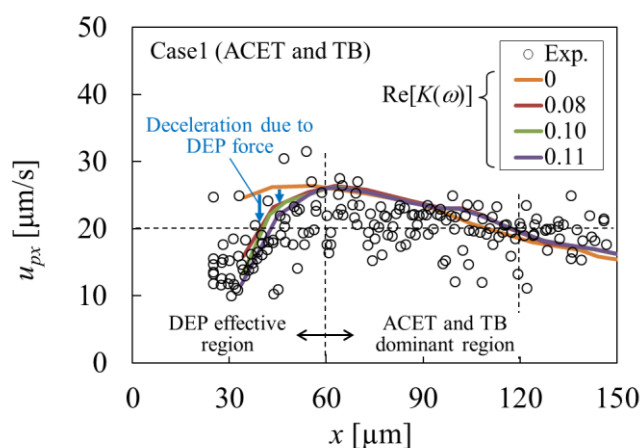 50
40
30
20
10
0
u_px [μm/s]
Case1 (ACET and TB)
Exp.
Re[K(ω)]
0
0.08
0.10
0.11
Deceleration due to
DEP force
DEP effective
region
ACET and TB
dominant region
0 30 60 90 120 150
x [μm]